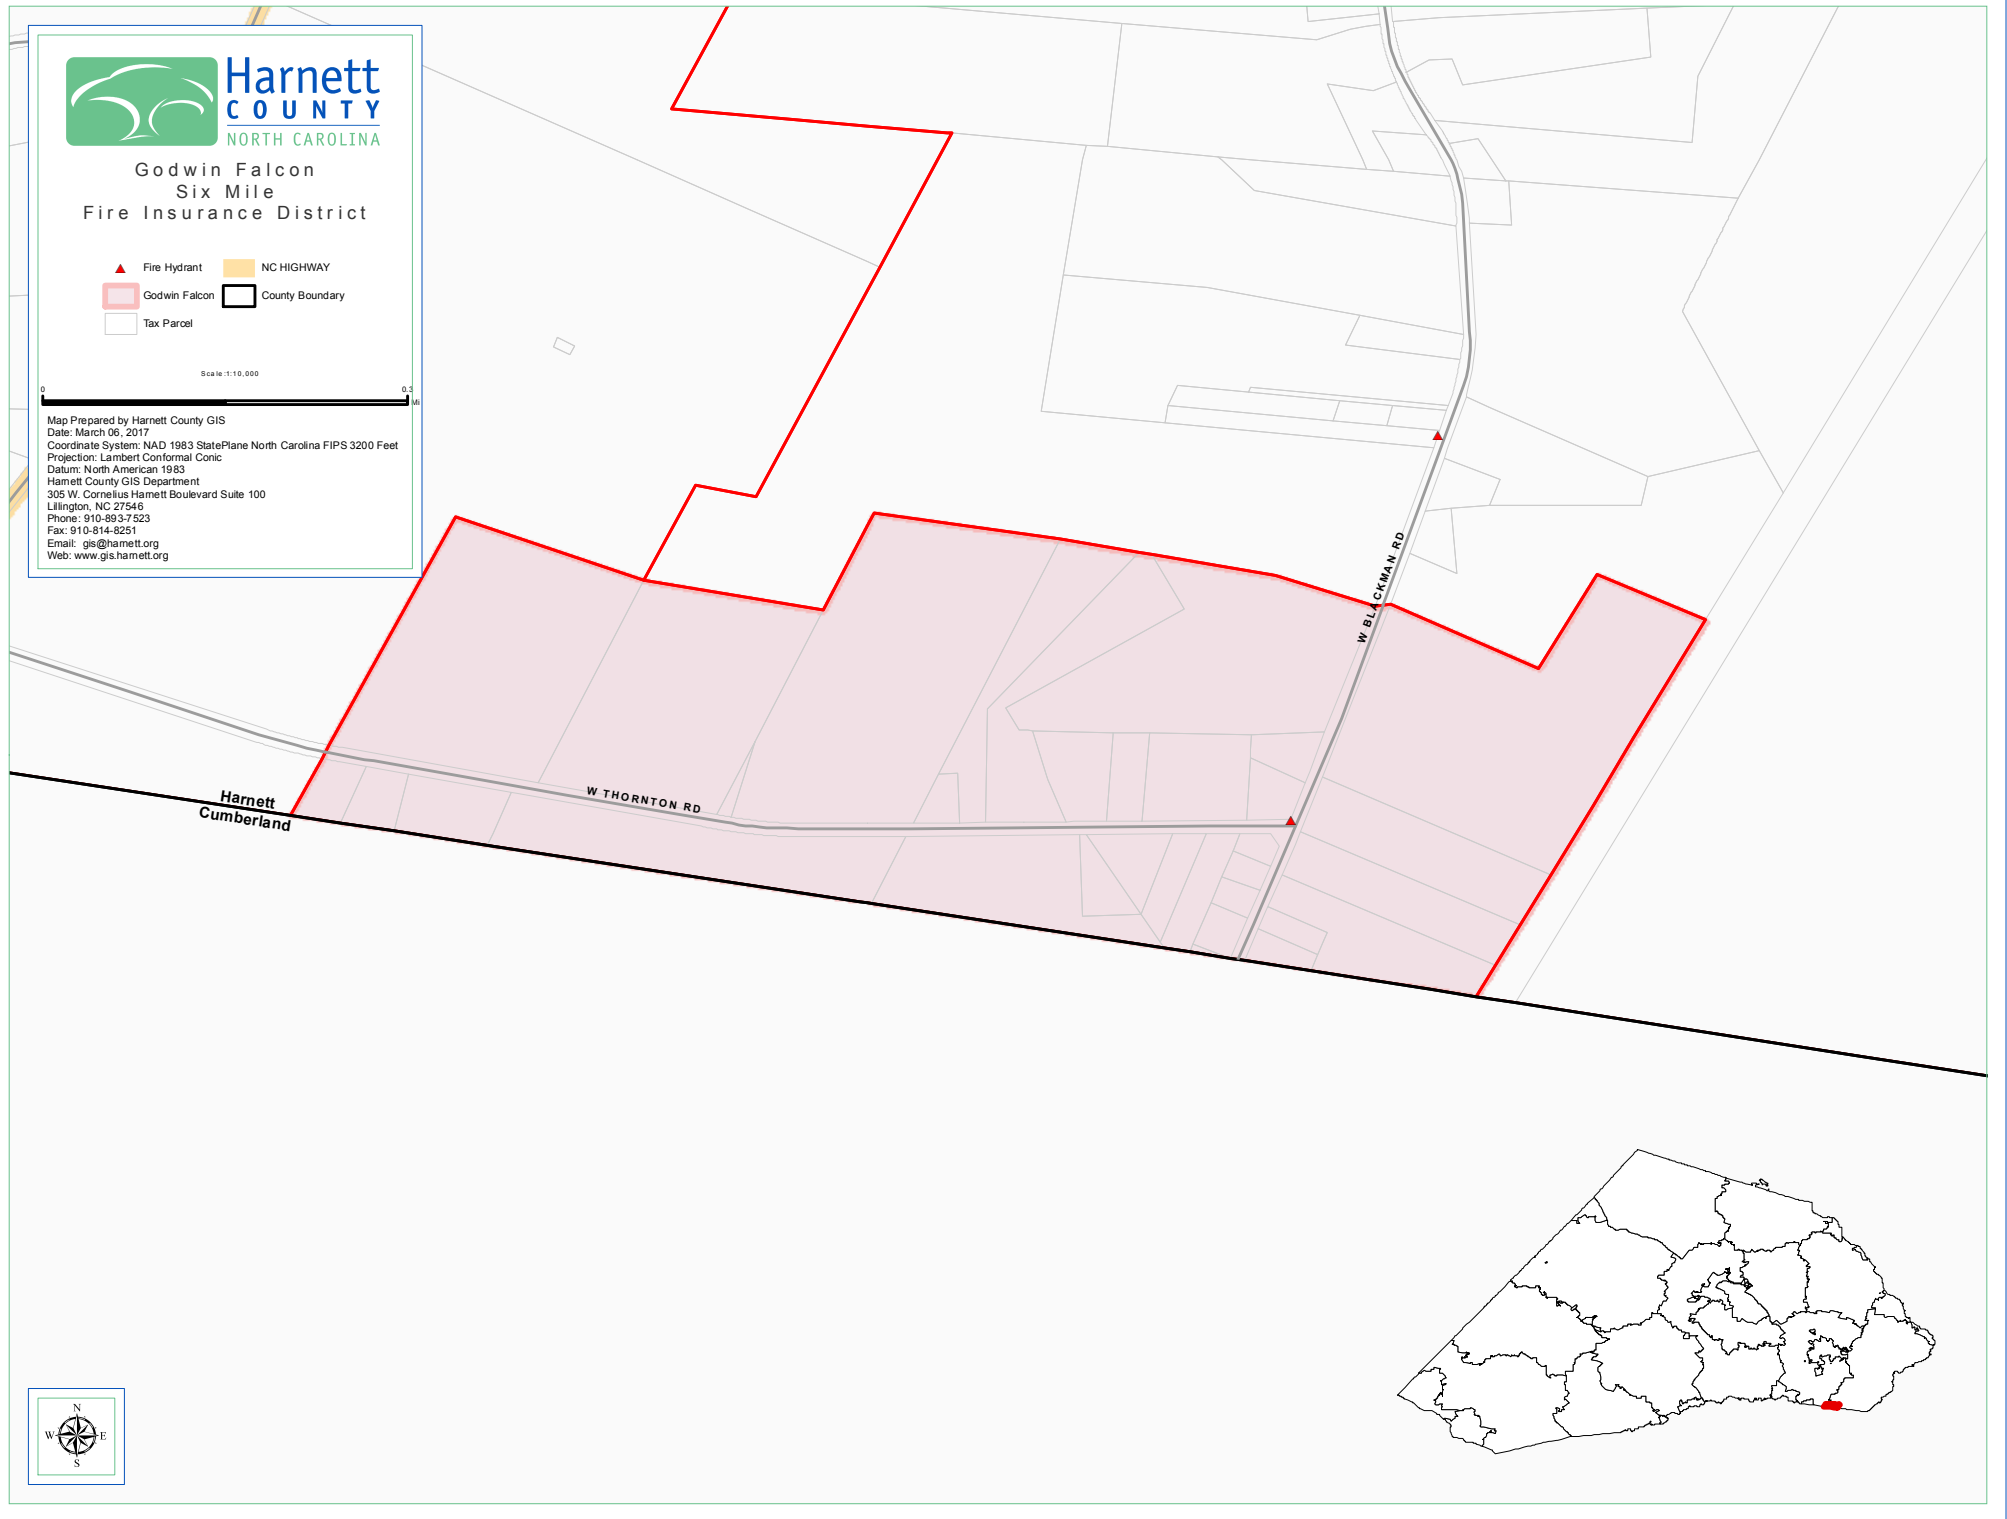 Harnett
COUNTY
NORTH CAROLINA
Godwin Falcon
Six Mile
Fire Insurance District
Fire Hydrant
NC HIGHWAY
Godwin Falcon
County Boundary
Tax Parcel
Scale:1:10,000
0
0.3
Mi
Map Prepared by Harnett County GIS
Date: March 06, 2017
Coordinate System: NAD 1983 StatePlane North Carolina FIPS 3200 Feet
Projection: Lambert Conformal Conic
Datum: North American 1983
Harnett County GIS Department
305 W. Cornelius Harnett Boulevard Suite 100
Lillington, NC 27546
Phone: 910-893-7523
Fax: 910-814-8251
Email: gis@harnett.org
Web: www.gis.harnett.org
W BLACKMAN RD
W THORNTON RD
Harnett
Cumberland
N
W
E
S